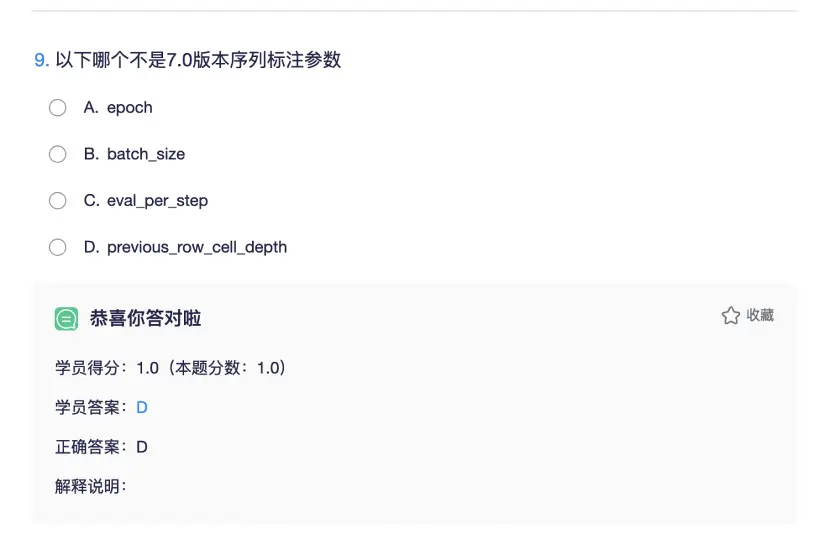 9. 以下哪个不是7.0版本序列标注参数
A. epoch
B. batch_size
C. eval_per_step
D. previous_row_cell_depth
恭喜你答对啦
收藏
学员得分：1.0（本题分数：1.0）
学员答案：D
正确答案：D
解释说明：